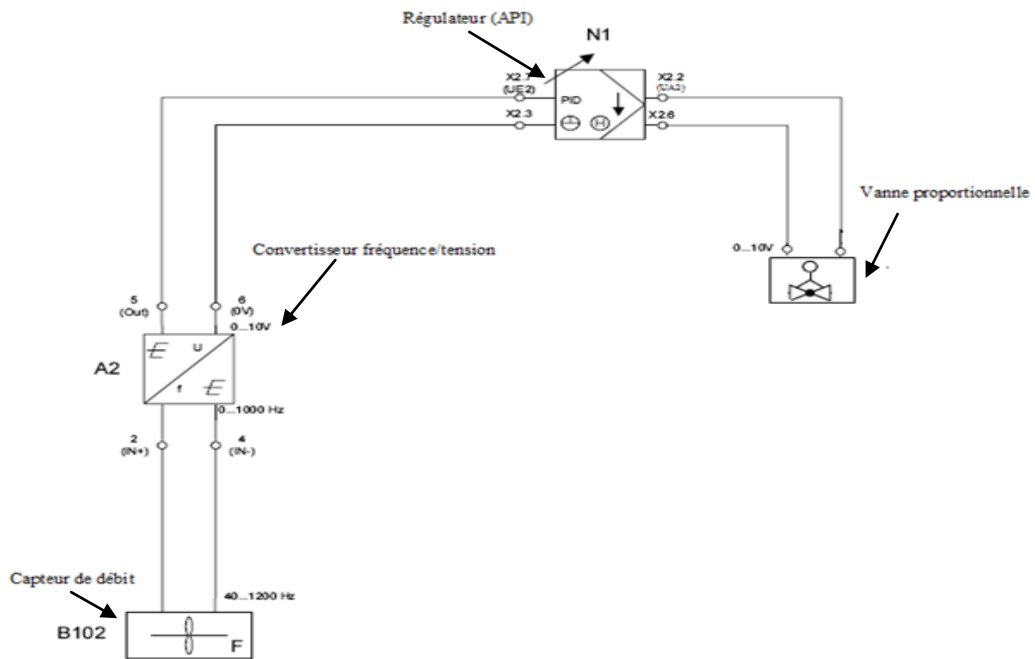 Régulateur (API)
N1
X2.7
(UE2)
X2.2
(UA2)
PID
X2.3
X2.6
H
Vanne proportionnelle
0...10V
Convertisseur fréquence/tension
5
(Out)
6
(0V)
0...10V
A2
U
f
0...1000 Hz
2
(IN+)
4
(IN-)
Capteur de débit
40...1200 Hz
B102
F